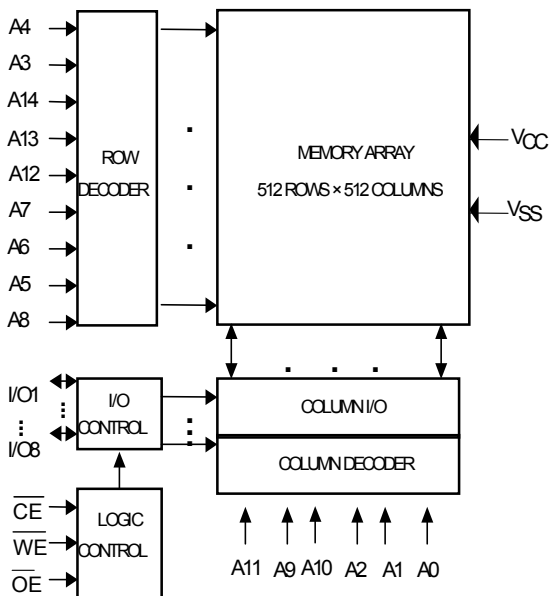 A4
A3
A14
A13
A12
A7
A6
A5
A8
ROW
DECODER
MEMORY ARRAY
512 ROWS × 512 COLUMNS
VCC
VSS
I/O1
I/O8
I/O
CONTROL
COLUMN I/O
COLUMN DECODER
CE
WE
OE
LOGIC
CONTROL
A11 A9 A10 A2 A1 A0